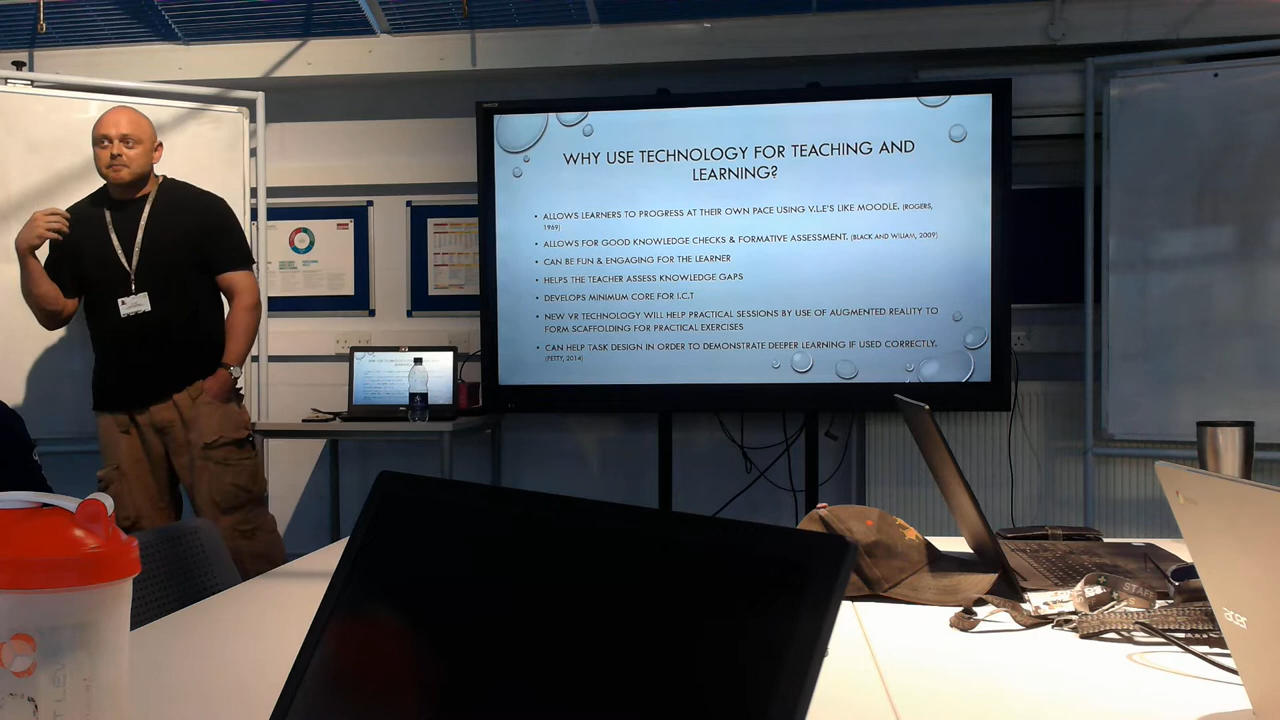 WHY USE TECHNOLOGY FOR TEACHING AND
LEARNING?
• ALLOWS LEARNERS TO PROGRESS AT THEIR OWN PACE USING V.L.E'S LIKE MOODLE. (ROGERS,
1969)
• ALLOWS FOR GOOD KNOWLEDGE CHECKS & FORMATIVE ASSESSMENT. (BLACK AND WILIAM, 2009)
• CAN BE FUN & ENGAGING FOR THE LEARNER
• HELPS THE TEACHER ASSESS KNOWLEDGE GAPS
• DEVELOPS MINIMUM CORE FOR I.C.T
• NEW VR TECHNOLOGY WILL HELP PRACTICAL SESSIONS BY USE OF AUGMENTED REALITY TO
FORM SCAFFOLDING FOR PRACTICAL EXERCISES
• CAN HELP TASK DESIGN IN ORDER TO DEMONSTRATE DEEPER LEARNING IF USED CORRECTLY.
(PETTY, 2014)
STAFF
acer